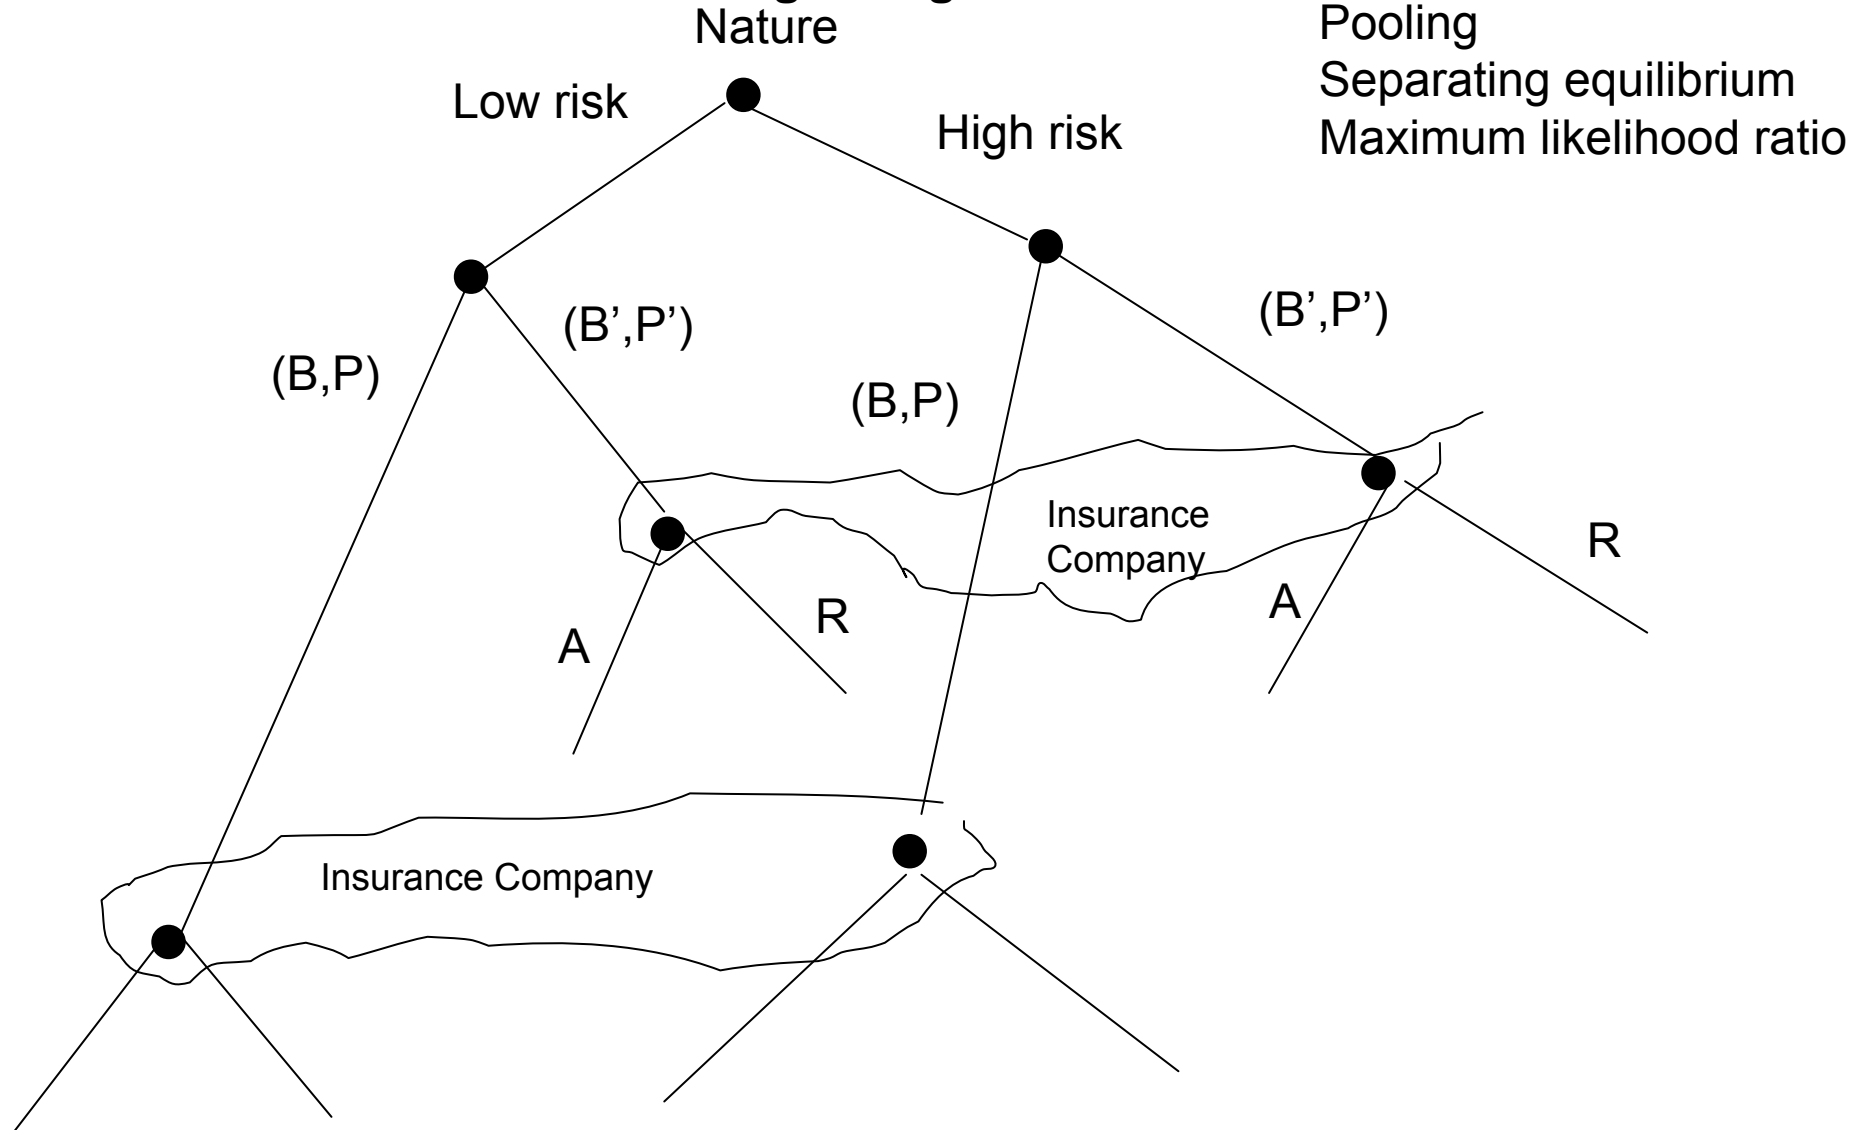 Nature
Pooling
Separating equilibrium
Maximum likelihood ratio
Low risk
High risk
(B',P')
(B',P')
(B,P)
(B,P)
Insurance
Company
R
A
R
A
Insurance Company